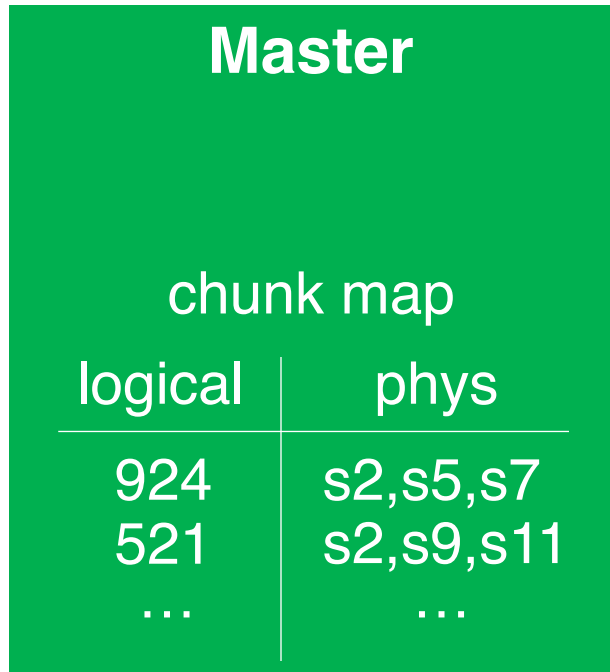 Master
chunk map
logical phys
924 s2,s5,s7
521 s2,s9,s11
… …